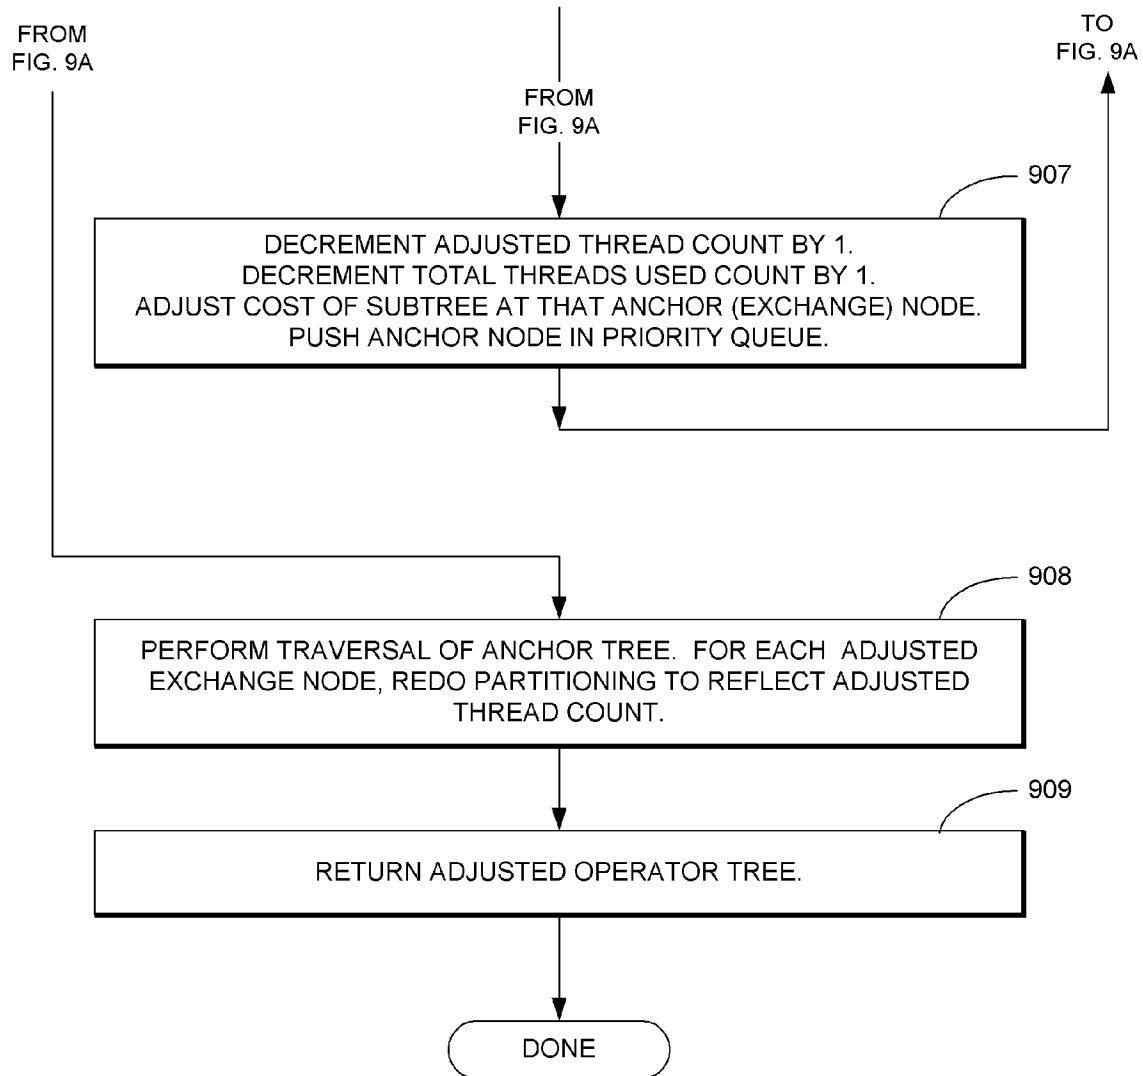 FROM
FIG. 9A
TO
FIG. 9A
FROM
FIG. 9A
907
DECREMENT ADJUSTED THREAD COUNT BY 1.
DECREMENT TOTAL THREADS USED COUNT BY 1.
ADJUST COST OF SUBTREE AT THAT ANCHOR (EXCHANGE) NODE.
PUSH ANCHOR NODE IN PRIORITY QUEUE.
908
PERFORM TRAVERSAL OF ANCHOR TREE. FOR EACH ADJUSTED
EXCHANGE NODE, REDO PARTITIONING TO REFLECT ADJUSTED
THREAD COUNT.
909
RETURN ADJUSTED OPERATOR TREE.
DONE